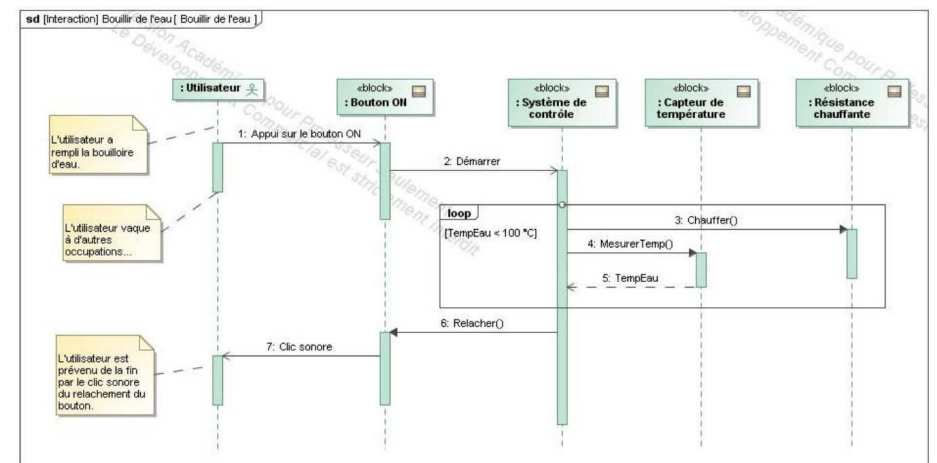 sd [Interaction] Bouillir de l'eau [ Bouillir de l'eau ]
: Utilisateur
«block»
: Bouton ON
«block»
: Système de
contrôle
«block»
: Capteur de
température
«block»
: Résistance
chauffante
L'utilisateur a
rempli la bouilloire
d'eau.
1: Appui sur le bouton ON
2: Démarrer
L'utilisateur vaque
à d'autres
occupations...
loop
[TempEau < 100 °C]
3: Chauffer()
4: MesurerTemp()
5: TempEau
6: Relacher()
7: Clic sonore
L'utilisateur est
prévenu de la fin
par le clic sonore
du relachement du
bouton.